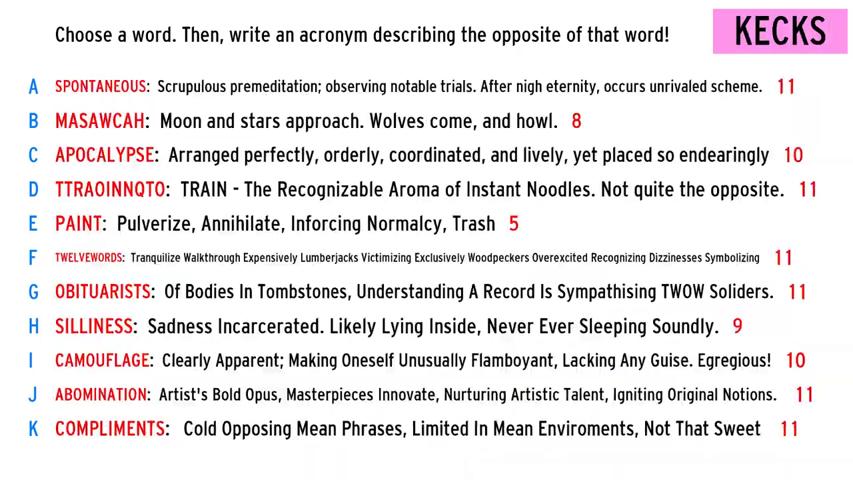 Choose a word. Then, write an acronym describing the opposite of that word!
KECKS
A SPONTANEOUS: Scrupulous premeditation; observing notable trials. After nigh eternity, occurs unrivaled scheme. 11
B MASAWCAH: Moon and stars approach. Wolves come, and howl. 8
C APOCALYPSE: Arranged perfectly, orderly, coordinated, and lively, yet placed so endearingly 10
D TTRAOINNQTO: TRAIN - The Recognizable Aroma of Instant Noodles. Not quite the opposite. 11
E PAINT: Pulverize, Annihilate, Inforcing Normalcy, Trash 5
F TWELVEWORDS: Tranquilize Walkthrough Expensively Lumberjacks Victimizing Exclusively Woodpeckers Overexcited Recognizing Dizzinesses Symbolizing 11
G OBITUARISTS: Of Bodies In Tombstones, Understanding A Record Is Sympathising TWOW Soliders. 11
H SILLINESS: Sadness Incarcerated. Likely Lying Inside, Never Ever Sleeping Soundly. 9
I CAMOUFLAGE: Clearly Apparent; Making Oneself Unusually Flamboyant, Lacking Any Guise. Egregious! 10
J ABOMINATION: Artist's Bold Opus, Masterpieces Innovate, Nurturing Artistic Talent, Igniting Original Notions. 11
K COMPLIMENTS: Cold Opposing Mean Phrases, Limited In Mean Enviroments, Not That Sweet 11